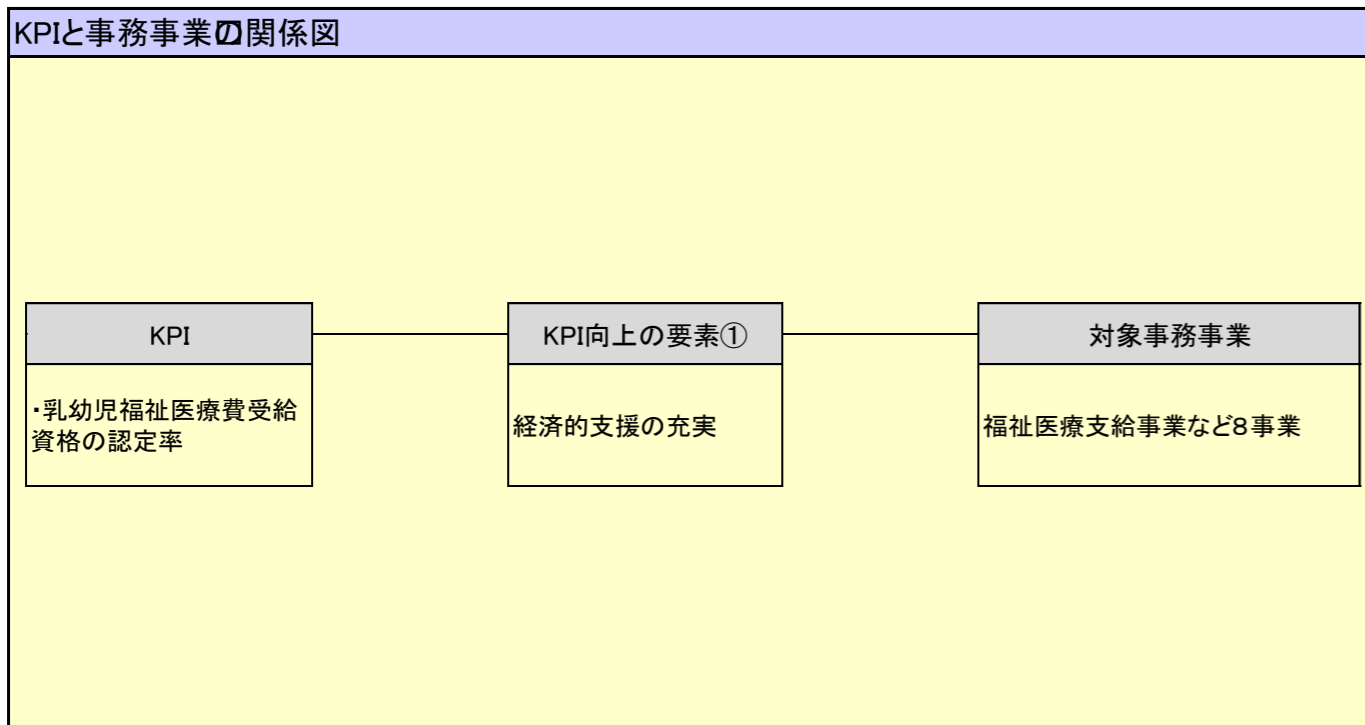 KPIと事務事業の関係図
KPI
KPI向上の要素①
対象事務事業
・乳幼児福祉医療費受給
資格の認定率
経済的支援の充実
福祉医療支給事業など8事業